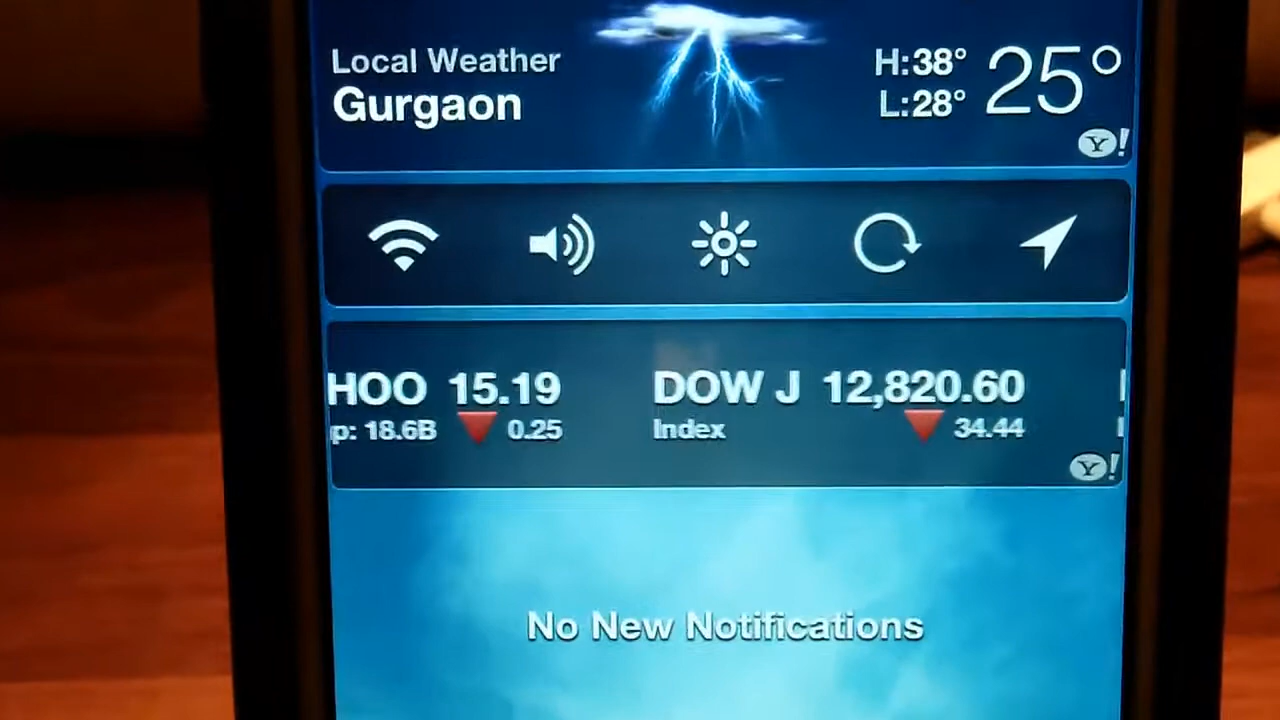 Local Weather
Gurgaon
H:38°
L:28°
25°
Y!
HOO 15.19
p: 18.6B 0.25
DOW J 12,820.60
Index 34.44
Y!
No New Notifications